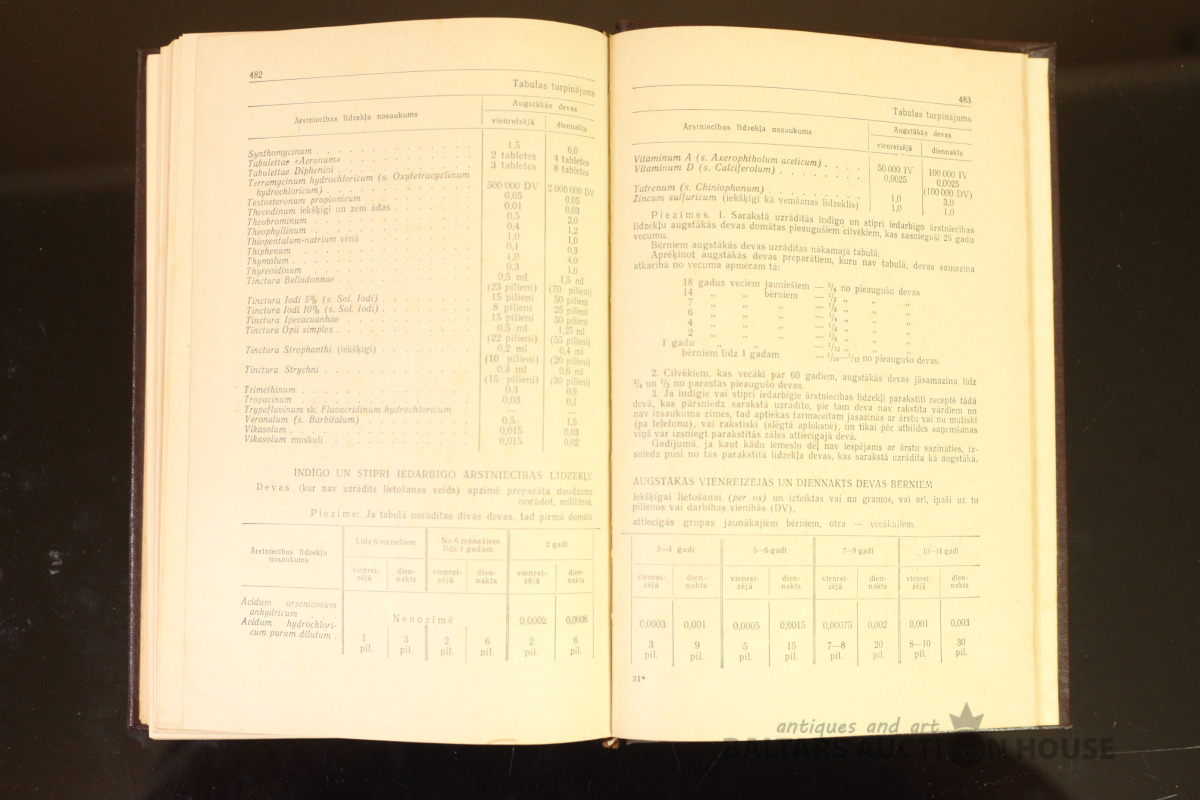 482
Tabulas turpinājums
Ārstniecības līdzekļa nosaukums
Augstākās devas
vienreizējā diennakts
Synthomycinum 1,5 6,0
Tabulettae «Aeronum» 2 tabletes 4 tabletes
Tabulettae Diphenini 3 tabletes 8 tabletes
Terramycinum hydrochloricum (s. Oxytetracyclinum
hydrochloricum) 500 000 DV 2 000 000 DV
Testosteronum propionicum 0,05 0,05
Thecodinum iekšķīgi un zem ādas 0,01 0,03
Theobrominum 0,5 2,0
Theophyllinum 0,4 1,2
Thiopentalum-natrium vēnā 1,0 1,0
Thiphenum 0,1 0,3
Thymolum 1,0 4,0
Thyreoidinum 0,3 1,0
Tinctura Belladonnae 0,5 ml 1,5 ml
(23 pilieni) (70 pilieni)
Tinctura Iodi 5% (s. Sol. Iodi) 15 pilieni 50 pilieni
Tinctura Iodi 10% (s. Sol. Iodi) 8 pilieni 25 pilieni
Tinctura Ipecacuanhae 15 pilieni 30 pilieni
Tinctura Opii simplex 0,5 ml 1,25 ml
(22 pilieni) (55 pilieni)
Tinctura Strophanthi (iekšķīgi) 0,2 ml 0,4 ml
(10 pilieni) (20 pilieni)
Tinctura Strychni 0,3 ml 0,6 ml
(15 pilieni) (30 pilieni)
Trimethinum 0,3 0,9
Tropacinum 0,03 0,1
Trypaflavinum sk. Flavacridinum hydrochloricum — —
Veronalum (s. Barbitalum) 0,5 1,5
Vikasolum 0,015 0,03
Vikasolum muskulī 0,015 0,02
INDĪGO UN STIPRI IEDARBĪGO ĀRSTNIECĪBAS LĪDZEKĻU
Devas (kur nav uzrādīts lietošanas veids) apzīmē preparāta daudzumu
norādot, mililitros,
Piezīme: Ja tabulā norādītas divas devas, tad pirmā domāta
Ārstniecības līdzekļu
nosaukums
Līdz 6 mēnešiem No 6 mēnešiem
līdz 1 gadam 2 gadi
vienrei-
zējā dien-
nakts vienrei-
zējā dien-
nakts vienrei-
zējā dien-
nakts
Acidum arsenicosum
anhydricum Nenozīmē 0,0002 0,0006
Acidum hydrochlori-
cum purum dilutum 1 3 2 6 2 6
pil. pil. pil. pil. pil. pil.
483
Tabulas turpinājums
Ārstniecības līdzekļa nosaukums
Augstākās devas
vienreizējā diennakts
Vitaminum A (s. Axerophtholum aceticum) 50 000 IV 100 000 IV
Vitaminum D (s. Calciferolum) 0,0025 0,0025
(100 000 DV)
Yatrenum (s. Chiniophonum) 1,0 3,0
Zincum sulfuricum (iekšķīgi kā vemšanas līdzeklis) 1,0 1,0
Piezīmes. 1. Sarakstā uzrādītās indīgo un stipri iedarbīgo ārstniecības
līdzekļu augstākās devas domātas pieaugušiem cilvēkiem, kas sasnieguši 25 gadu
vecumu.
Bērniem augstākās devas uzrādītas nākamajā tabulā.
Aprēķinot augstākās devas preparātiem, kuru nav tabulā, devas samazina
atkarībā no vecuma apmēram tā:
18 gadus veciem jauniešiem — 3/4 no pieaugušo devas
14 „ „ bērniem — 1/2 „ „ „
7 „ „ „ — 1/3 „ „ „
6 „ „ „ — 1/4 „ „ „
4 „ „ „ — 1/6 „ „ „
2 „ „ „ — 1/8 „ „ „
1 gadu „ „ — 1/12 „ „ „
bērniem līdz 1 gadam — 1/24—1/12 no pieaugušo devas.
2. Cilvēkiem, kas vecāki par 60 gadiem, augstākās devas jāsamazina līdz
3/4 un 1/2 no parastās pieaugušo devas.
3. Ja indīgie vai stipri iedarbīgie ārstniecības līdzekļi parakstīti receptē tādā
devā, kas pārsniedz sarakstā uzrādīto, pie tam deva nav rakstīta vārdiem un
nav izsaukuma zīmes, tad aptiekas farmaceitam jāsazinās ar ārstu vai nu mutiski
(pa telefonu), vai rakstiski (slēgtā aploksnē), un tikai pēc atbildes saņemšanas
viņš var izsniegt parakstītās zāles attiecīgajā devā.
Gadījumā, ja kaut kādu iemeslu dēļ nav iespējams ar ārstu sazināties, iz-
sniedz pusi no tās parakstītā līdzekļa devas, kas sarakstā uzrādīta kā augstākā.
AUGSTĀKĀS VIENREIZĒJĀS UN DIENNAKTS DEVAS BĒRNIEM
iekšķīgai lietošanai (per os) un izteiktas vai nu gramos, vai arī, īpaši uz to
pilienos vai darbības vienībās (DV),
attiecīgās grupas jaunākajiem bērniem, otra — vecākajiem.
3—4 gadi 5—6 gadi 7—9 gadi 10—14 gadi
vienrei-
zējā dien-
nakts vienrei-
zējā dien-
nakts vienrei-
zējā dien-
nakts vienrei-
zējā dien-
nakts
0,0003 0,001 0,0005 0,0015 0,00075 0,002 0,001 0,003
3 9 5 15 7—8 20 8—10 30
pil. pil. pil. pil. pil. pil. pil. pil.
31*
antiques and art
BALTARS AUCTION HOUSE